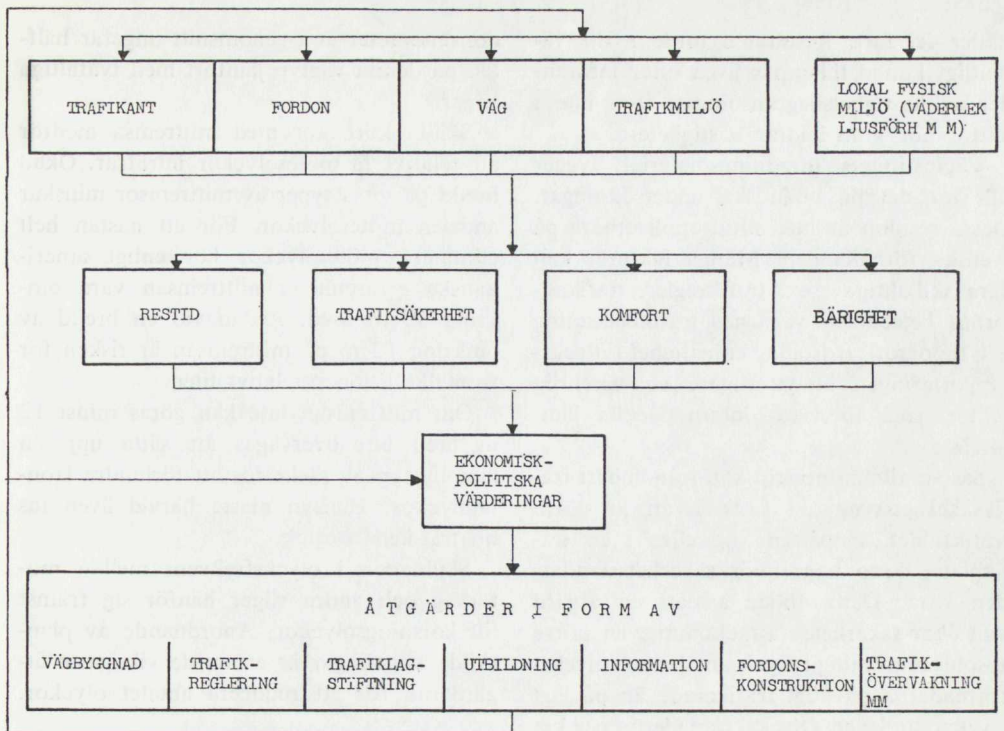 TRAFIKANT
FORDON
VÄG
TRAFIKMILJÖ
LOKAL FYSISK
MILJÖ (VÄDERLEK
LJUSFÖRH M M)
RESTID
TRAFIKSÄKERHET
KOMFORT
BÄRIGHET
EKONOMISK-
POLITISKA
VÄRDERINGAR
ÅTGÄRDER I FORM AV
VÄGBYGGNAD
TRAFIK-
REGLERING
TRAFIKLAG-
STIFTNING
UTBILDNING
INFORMATION
FORDONS-
KONSTRUKTION
TRAFIK-
ÖVERVAKNING
MM